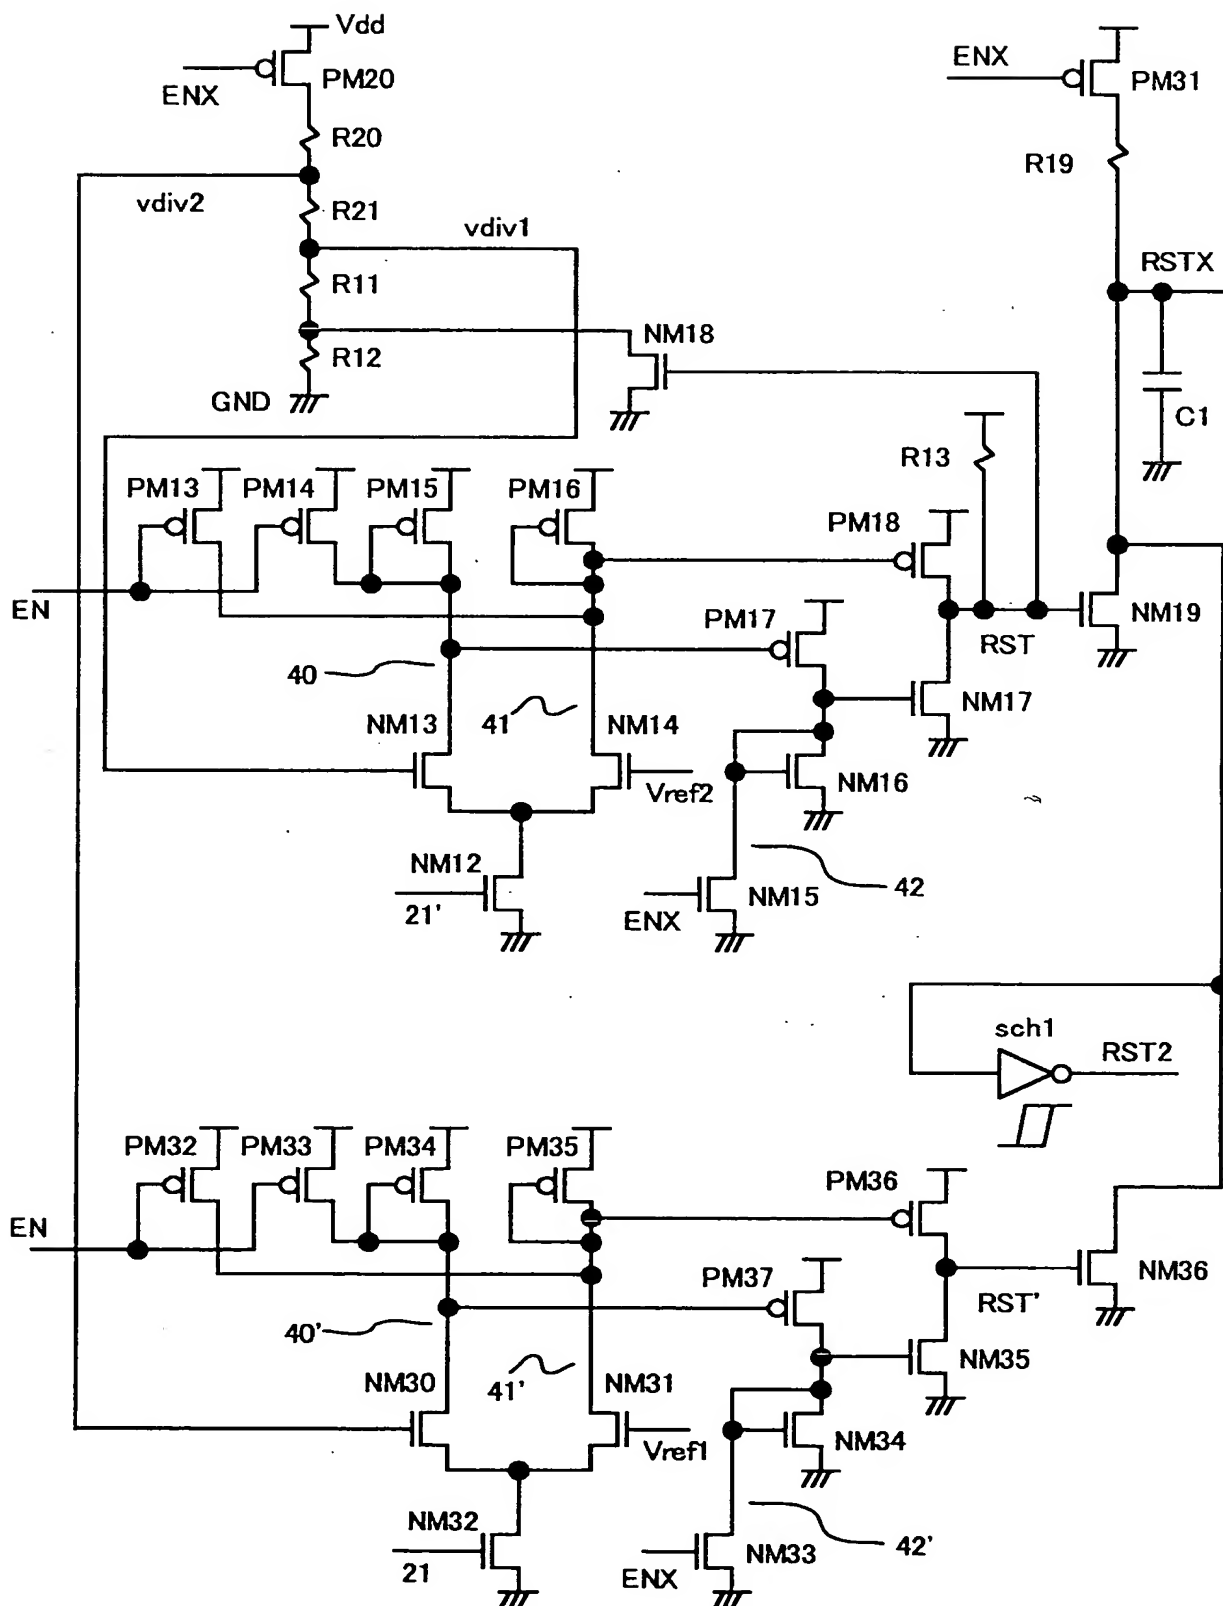 Vdd
ENX
PM20
ENX
PM31
R20
R19
vdiv2
R21
vdiv1
RSTX
R11
NM18
R12
GND
C1
R13
PM13
PM14
PM15
PM16
PM18
EN
PM17
RST
NM19
40
41
NM13
NM14
NM17
Vref2
NM16
NM12
21'
42
NM15
ENX
sch1
RST2
PM32
PM33
PM34
PM35
PM36
EN
PM37
RST'
NM36
40'
41'
NM30
NM31
NM35
Vref1
NM34
NM32
21
42'
NM33
ENX